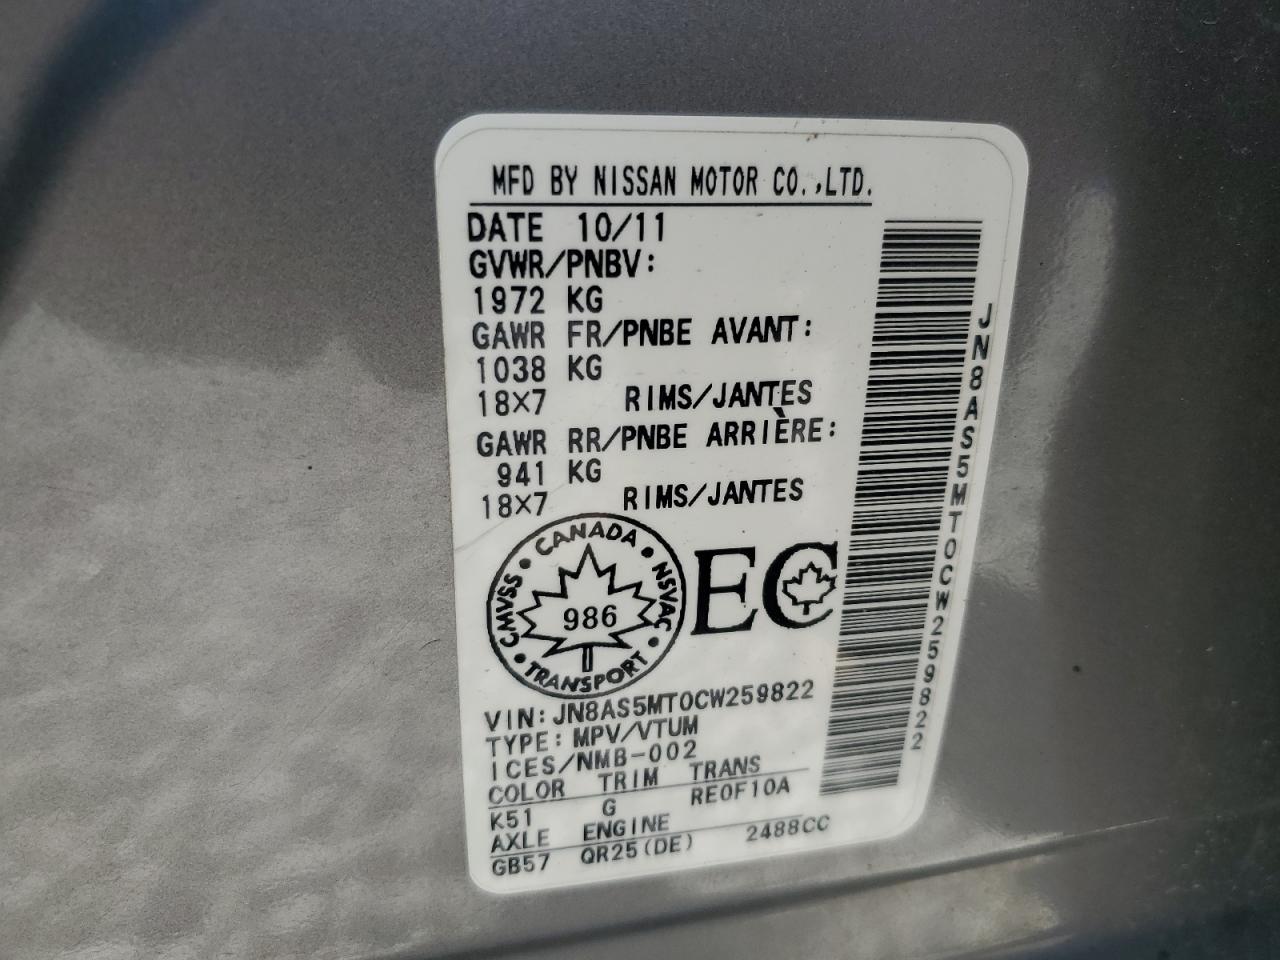 MFD BY NISSAN MOTOR CO.,LTD.
DATE 10/11
GVWR/PNBV:
1972 KG
GAWR FR/PNBE AVANT:
1038 KG
18×7 RIMS/JANTES
GAWR RR/PNBE ARRIÈRE:
941 KG
18×7 RIMS/JANTES
CANADA • NSVAC • TRANSPORT • CMVSS •
986
EC
VIN:JN8AS5MT0CW259822
TYPE:MPV/VTUM
ICES/NMB-002
COLOR TRIM TRANS
K51 G RE0F10A
AXLE ENGINE
GB57 QR25(DE) 2488CC
JN8AS5MT0CW259822